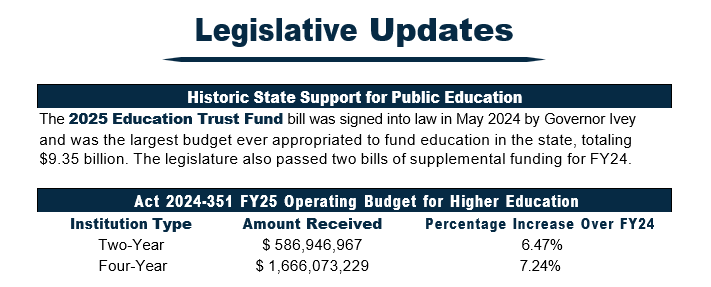 Legislative Updates
Historic State Support for Public Education
The 2025 Education Trust Fund bill was signed into law in May 2024 by Governor Ivey
and was the largest budget ever appropriated to fund education in the state, totaling
$9.35 billion. The legislature also passed two bills of supplemental funding for FY24.
Act 2024-351 FY25 Operating Budget for Higher Education
Institution Type Amount Received Percentage Increase Over FY24
Two-Year $ 586,946,967 6.47%
Four-Year $ 1,666,073,229 7.24%